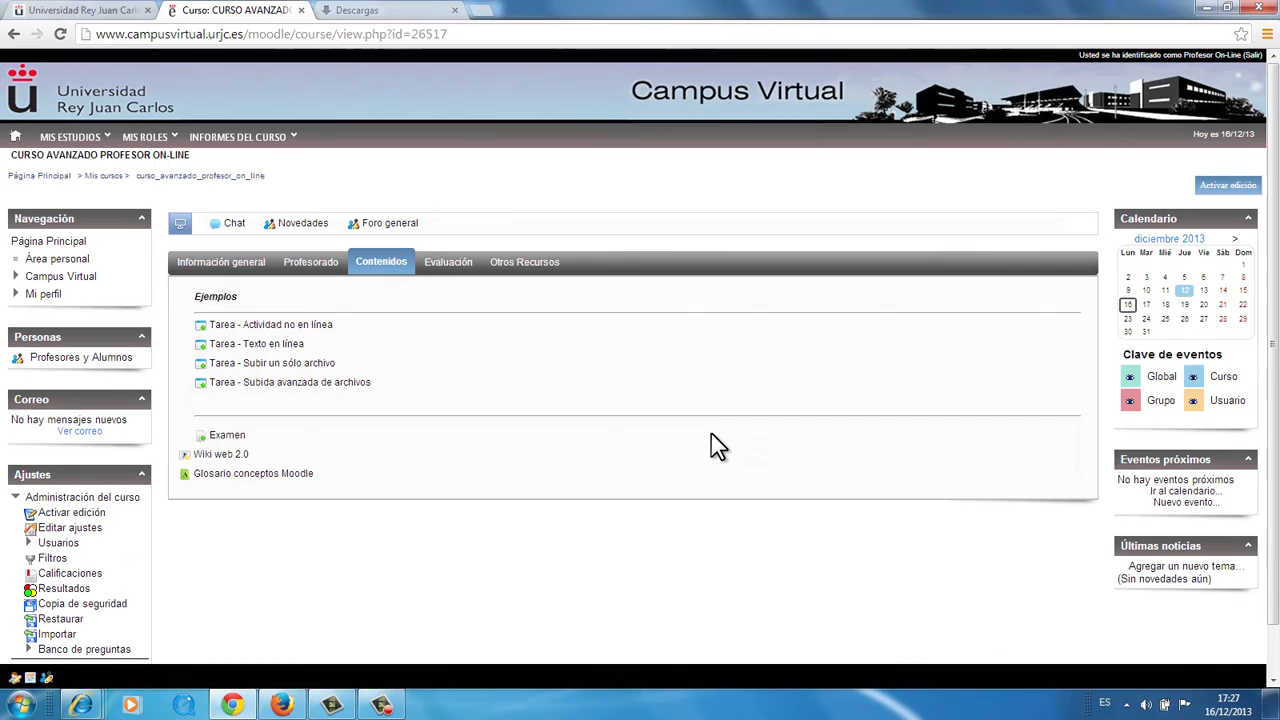 Universidad Rey Juan Carl
Curso: CURSO AVANZADO
Descargas
www.campusvirtual.urjc.es/moodle/course/view.php?id=26517
Usted se ha identificado como Profesor On-Line (Salir)
Universidad
Rey Juan Carlos
Campus Virtual
MIS ESTUDIOS MIS ROLES INFORMES DEL CURSO
Hoy es 16/12/13
CURSO AVANZADO PROFESOR ON-LINE
Página Principal > Mis cursos > curso_avanzado_profesor_on_line
Activar edición
Navegación
Página Principal
Área personal
Campus Virtual
Mi perfil
Personas
Profesores y Alumnos
Correo
No hay mensajes nuevos
Ver correo
Ajustes
Administración del curso
Activar edición
Editar ajustes
Usuarios
Filtros
Calificaciones
Resultados
Copia de seguridad
Restaurar
Importar
Banco de preguntas
Chat Novedades Foro general
Información general Profesorado Contenidos Evaluación Otros Recursos
Ejemplos
Tarea - Actividad no en línea
Tarea - Texto en línea
Tarea - Subir un sólo archivo
Tarea - Subida avanzada de archivos
Examen
Wiki web 2.0
Glosario conceptos Moodle
Calendario
diciembre 2013 >
Lun Mar Mié Jue Vie Sáb Dom
1
2 3 4 5 6 7 8
9 10 11 12 13 14 15
16 17 18 19 20 21 22
23 24 25 26 27 28 29
30 31
Clave de eventos
Global Curso
Grupo Usuario
Eventos próximos
No hay eventos próximos
Ir al calendario...
Nuevo evento...
Últimas noticias
Agregar un nuevo tema...
(Sin novedades aún)
ES
17:27
16/12/2013